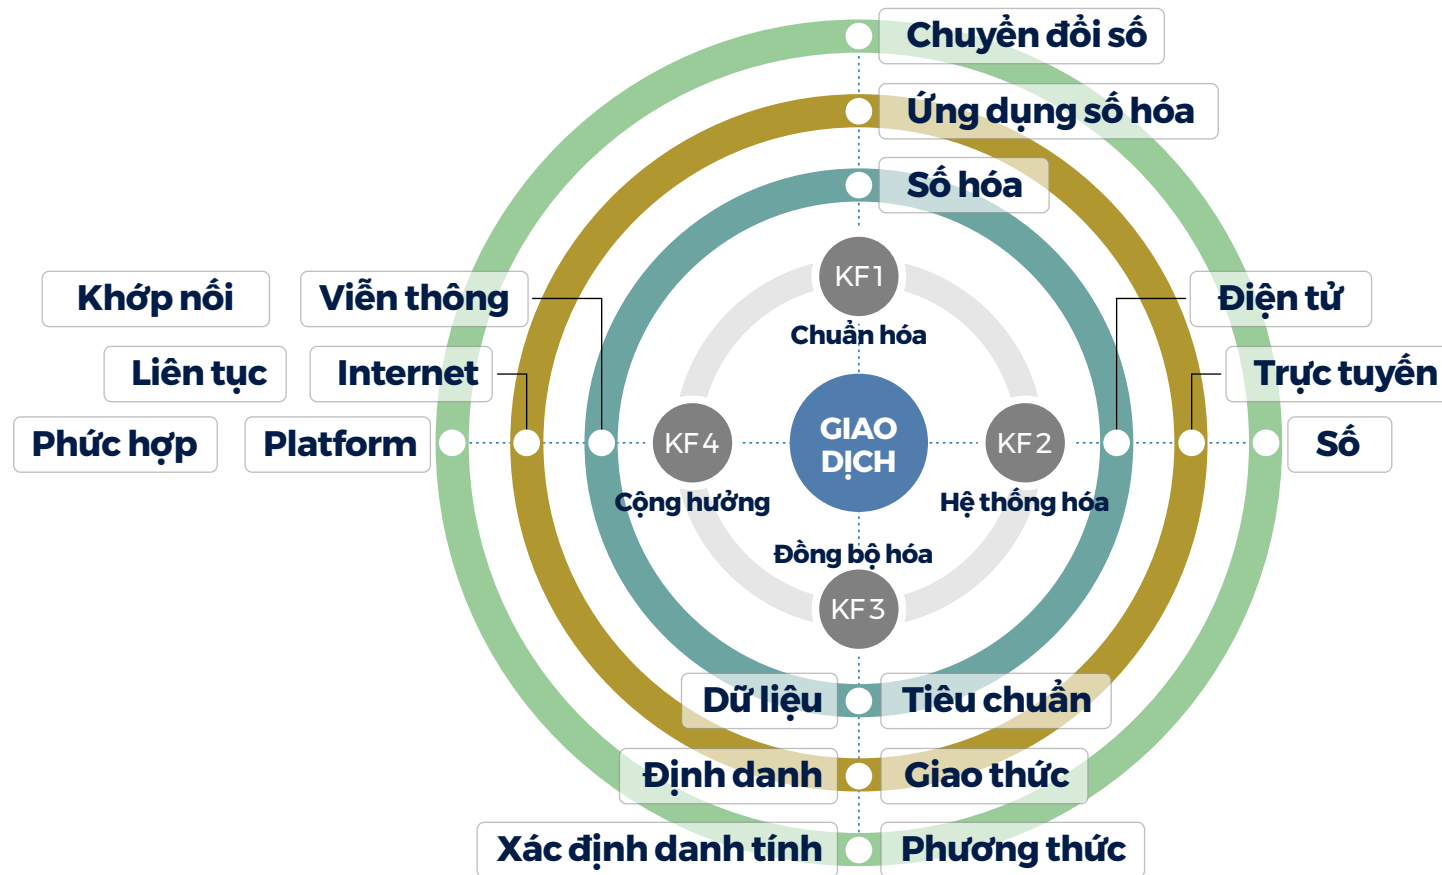 Chuyển đổi số
Ứng dụng số hóa
Số hóa
KF1
Chuẩn hóa
Khớp nối
Viễn thông
Điện tử
Liên tục
Internet
Trực tuyến
Phức hợp
Platform
KF4
GIAO
DỊCH
KF2
Số
Cộng hưởng
Hệ thống hóa
Đồng bộ hóa
KF3
Dữ liệu
Tiêu chuẩn
Định danh
Giao thức
Xác định danh tính
Phương thức